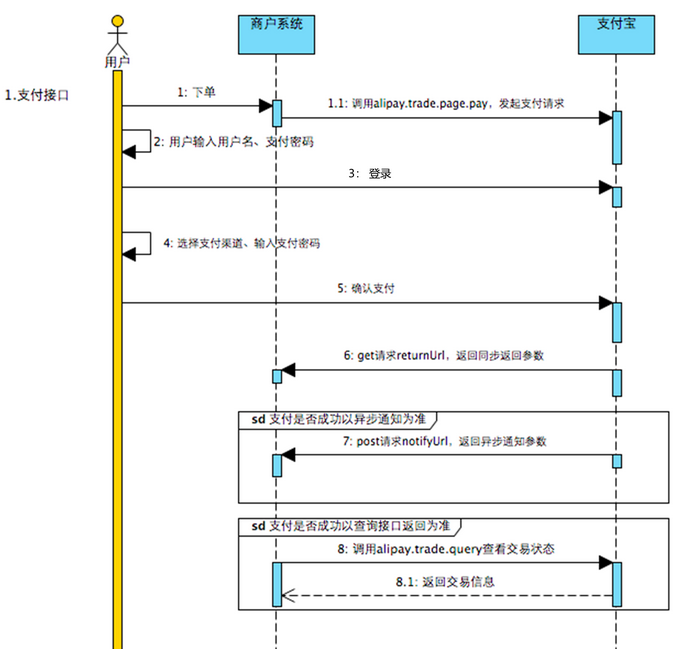 商户系统
支付宝
用户
1.支付接口
1: 下单
1.1: 调用alipay.trade.page.pay，发起支付请求
2: 用户输入用户名、支付密码
3: 登录
4: 选择支付渠道、输入支付密码
5: 确认支付
6: get请求returnUrl，返回同步返回参数
sd 支付是否成功以异步通知为准
7: post请求notifyUrl，返回异步通知参数
sd 支付是否成功以查询接口返回为准
8: 调用alipay.trade.query查看交易状态
8.1: 返回交易信息